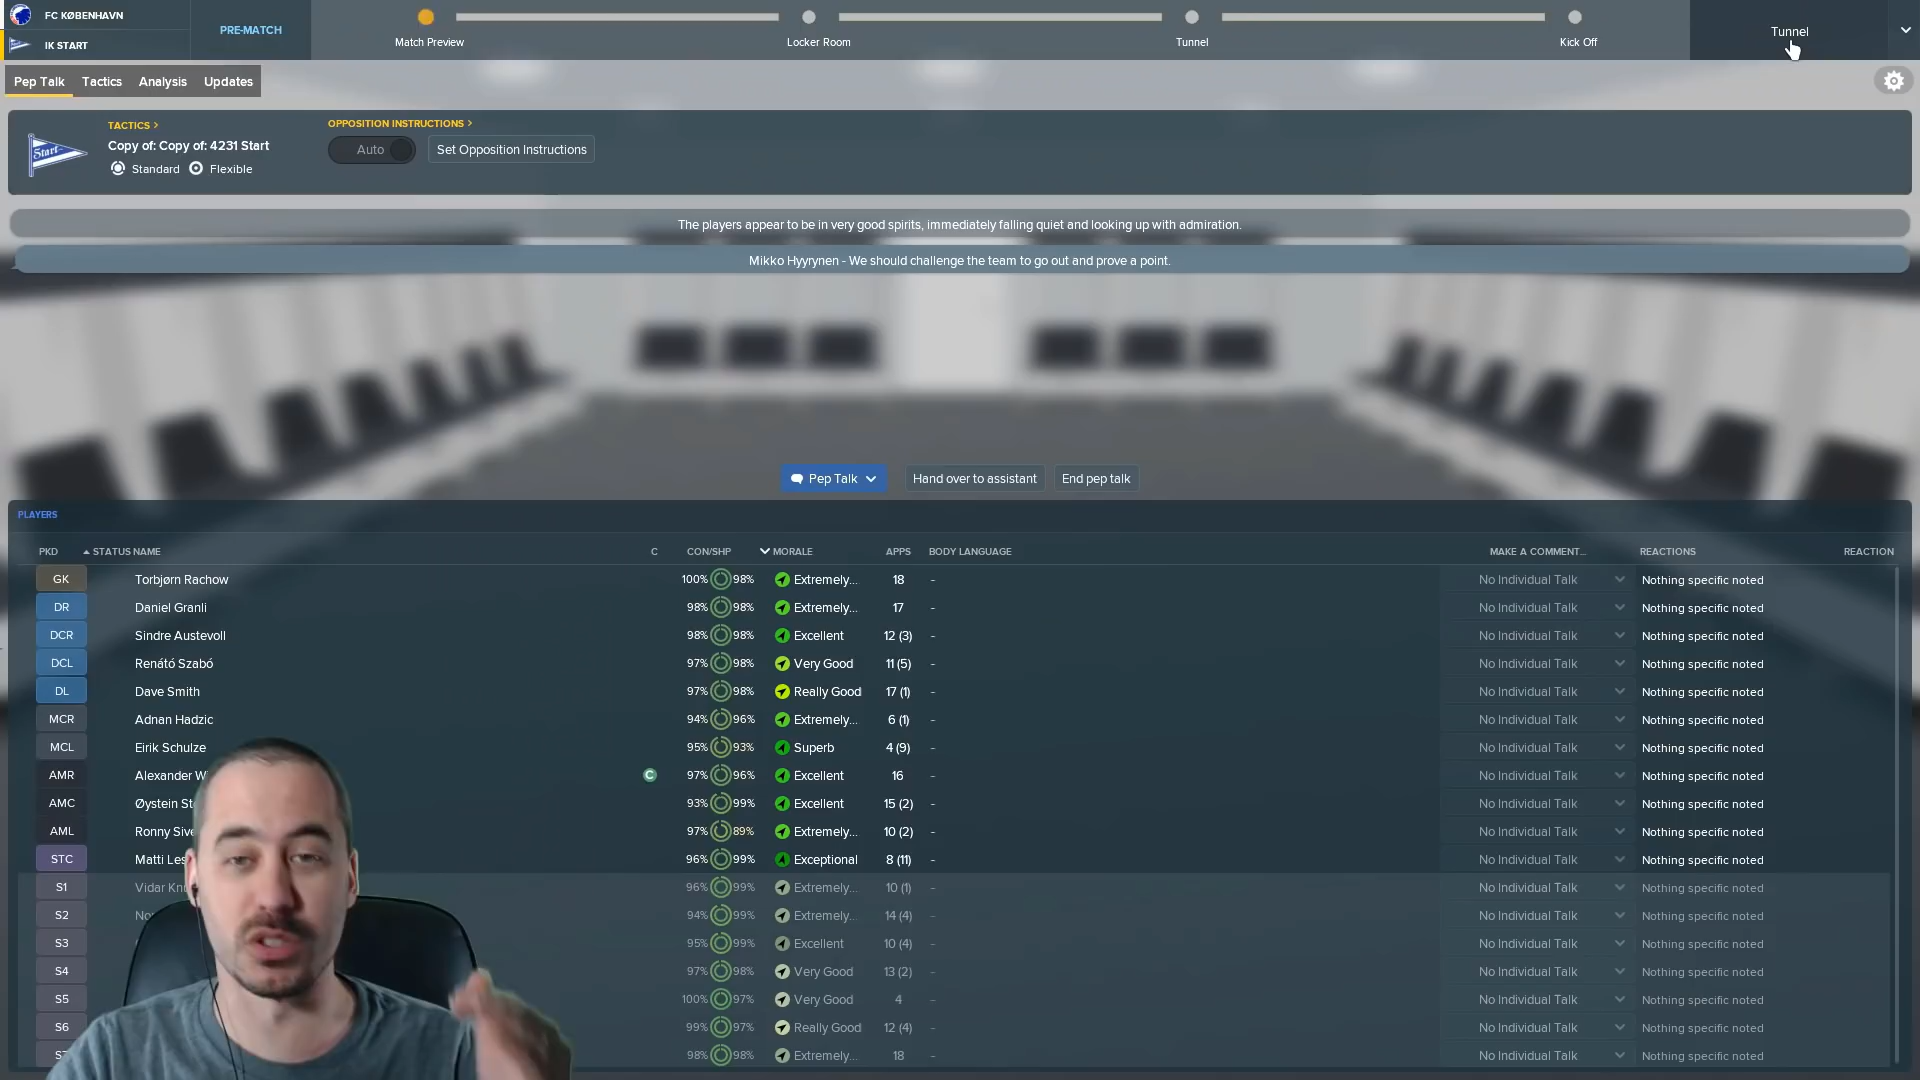 FC KØBENHAVN
IK START
PRE-MATCH
Match Preview
Locker Room
Tunnel
Kick Off
Tunnel
Pep Talk
Tactics
Analysis
Updates
TACTICS >
Copy of: Copy of: 4231 Start
Standard
Flexible
Start
OPPOSITION INSTRUCTIONS >
Auto
Set Opposition Instructions
The players appear to be in very good spirits, immediately falling quiet and looking up with admiration.
Mikko Hyyrynen - We should challenge the team to go out and prove a point.
Pep Talk
Hand over to assistant
End pep talk
PLAYERS
PKD STATUS NAME C CON/SHP MORALE APPS BODY LANGUAGE MAKE A COMMENT... REACTIONS REACTION
GK Torbjørn Rachow 100% 98% Extremely... 18 - No Individual Talk Nothing specific noted
DR Daniel Granli 98% 98% Extremely... 17 - No Individual Talk Nothing specific noted
DCR Sindre Austevoll 98% 98% Excellent 12 (3) - No Individual Talk Nothing specific noted
DCL Renátó Szabó 97% 98% Very Good 11 (5) - No Individual Talk Nothing specific noted
DL Dave Smith 97% 98% Really Good 17 (1) - No Individual Talk Nothing specific noted
MCR Adnan Hadzic 94% 96% Extremely... 6 (1) - No Individual Talk Nothing specific noted
MCL Eirik Schulze 95% 93% Superb 4 (9) - No Individual Talk Nothing specific noted
AMR Alexander C 97% 96% Excellent 16 - No Individual Talk Nothing specific noted
AMC Øystein 93% 99% Excellent 15 (2) - No Individual Talk Nothing specific noted
AML Ronny 97% 89% Extremely... 10 (2) - No Individual Talk Nothing specific noted
STC Matti 96% 99% Exceptional 8 (11) - No Individual Talk Nothing specific noted
S1 Vidar 96% 99% Extremely... 10 (1) - No Individual Talk Nothing specific noted
S2 94% 99% Extremely... 14 (4) - No Individual Talk Nothing specific noted
S3 95% 99% Excellent 10 (4) - No Individual Talk Nothing specific noted
S4 97% 98% Very Good 13 (2) - No Individual Talk Nothing specific noted
S5 100% 97% Very Good 4 - No Individual Talk Nothing specific noted
S6 99% 97% Really Good 12 (4) - No Individual Talk Nothing specific noted
98% 98% Extremely... 18 - No Individual Talk Nothing specific noted